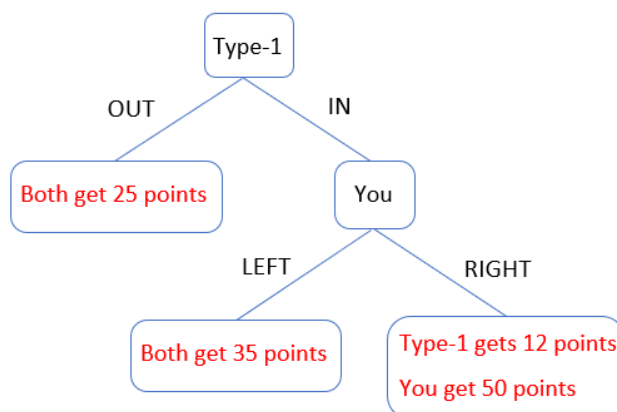 Type-1
OUT
IN
Both get 25 points
You
LEFT
RIGHT
Both get 35 points
Type-1 gets 12 points
You get 50 points